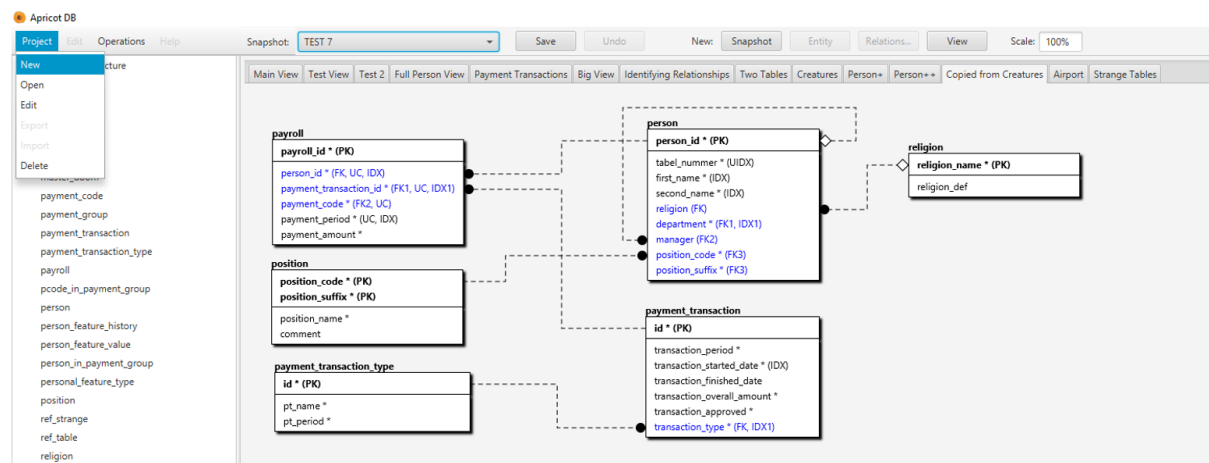 Apricot DB
Project Edit Operations Help Snapshot: TEST 7 Save Undo New: Snapshot Entity Relations... View Scale: 100%
New
Open
Edit
Export
Import
Delete
cture
payment_code
payment_group
payment_transaction
payment_transaction_type
payroll
pcode_in_payment_group
person
person_feature_history
person_feature_value
person_in_payment_group
personal_feature_type
position
ref_strange
ref_table
religion
Main View Test View Test 2 Full Person View Payment Transactions Big View Identifying Relationships Two Tables Creatures Person+ Person++ Copied from Creatures Airport Strange Tables
payroll
payroll_id * (PK)
person_id * (FK, UC, IDX)
payment_transaction_id * (FK1, UC, IDX1)
payment_code * (FK2, UC)
payment_period * (UC, IDX)
payment_amount *
position
position_code * (PK)
position_suffix * (PK)
position_name *
comment
payment_transaction_type
id * (PK)
pt_name *
pt_period *
person
person_id * (PK)
tabel_nummer * (UIDX)
first_name * (IDX)
second_name * (IDX)
religion (FK)
department * (FK1, IDX1)
manager (FK2)
position_code * (FK3)
position_suffix * (FK3)
payment_transaction
id * (PK)
transaction_period *
transaction_started_date * (IDX)
transaction_finished_date
transaction_overall_amount *
transaction_approved *
transaction_type * (FK, IDX1)
religion
religion_name * (PK)
religion_def